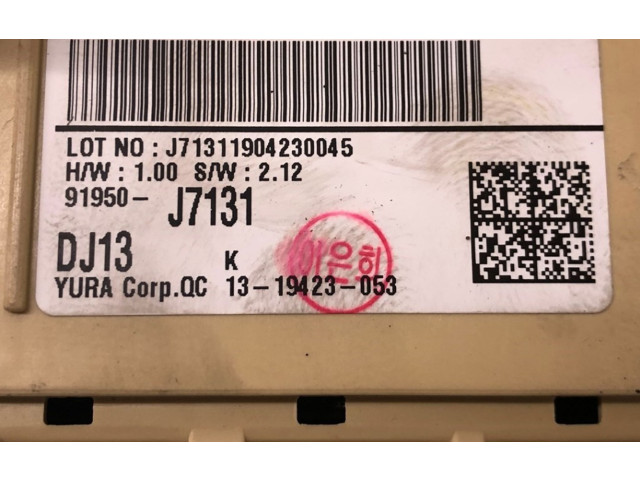 LOT NO : J71311904230045
H/W : 1.00 S/W : 2.12
91950- J7131
DJ13 K
YURA Corp.QC 13-19423-053